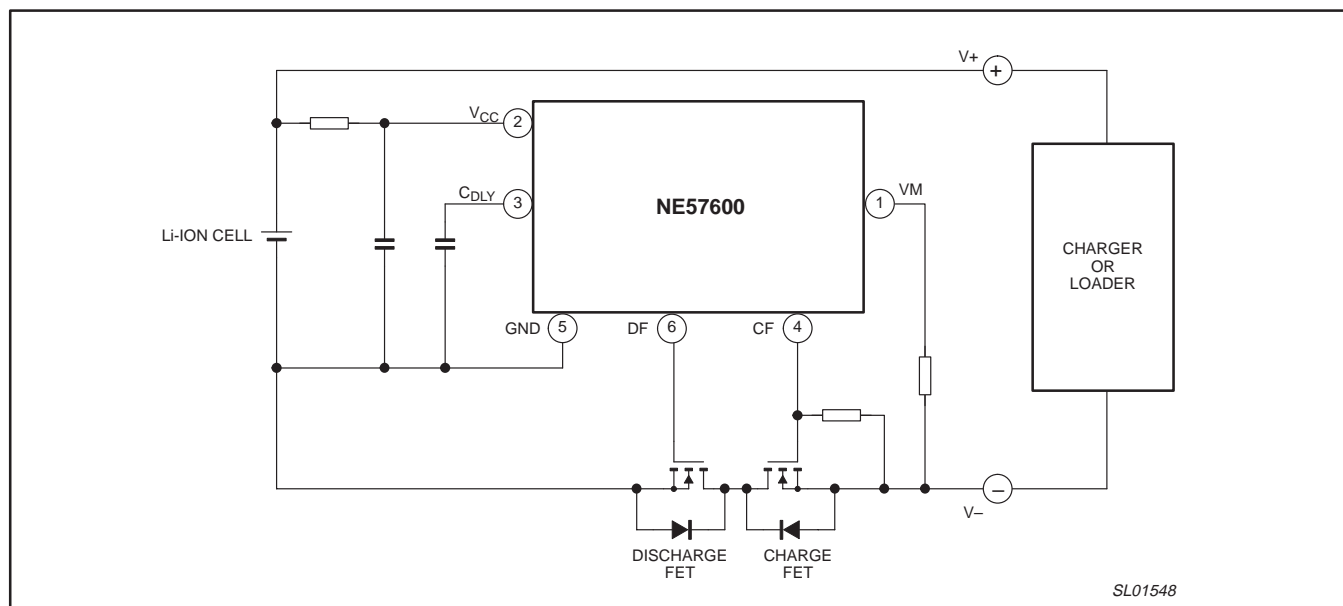 V+
+
VCC
2
CDLY
3
NE57600
1
VM
Li-ION CELL
CHARGER
OR
LOADER
GND
5
DF
6
CF
4
–
V–
DISCHARGE
FET
CHARGE
FET
SL01548